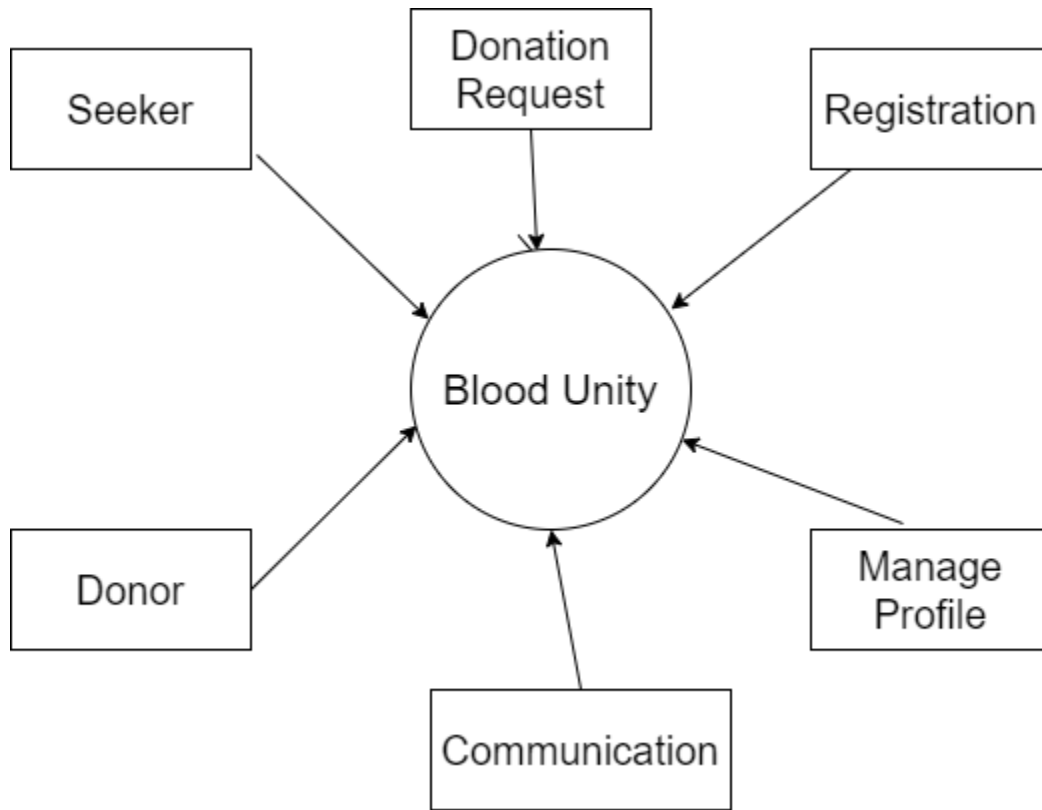 Donation
Request
Seeker
Registration
Blood Unity
Donor
Manage
Profile
Communication